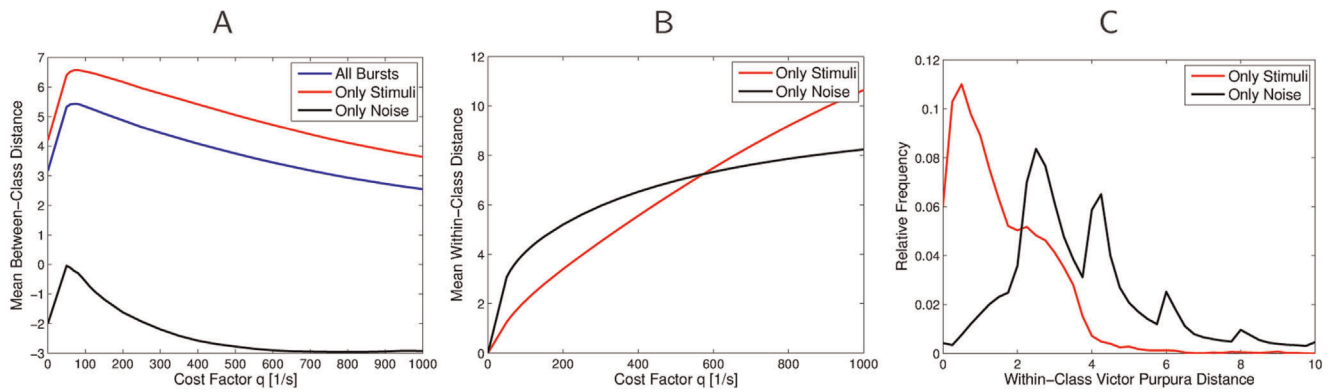 A
Mean Between-Class Distance
7
6
5
4
3
2
1
0
−1
−2
−3
0 100 200 300 400 500 600 700 800 900 1000
Cost Factor q [1/s]
All Bursts
Only Stimuli
Only Noise
B
Mean Within-Class Distance
12
10
8
6
4
2
0
0 200 400 600 800 1000
Cost Factor q [1/s]
Only Stimuli
Only Noise
C
Relative Frequency
0.12
0.1
0.08
0.06
0.04
0.02
0
0 2 4 6 8 10
Within-Class Victor Purpura Distance
Only Stimuli
Only Noise